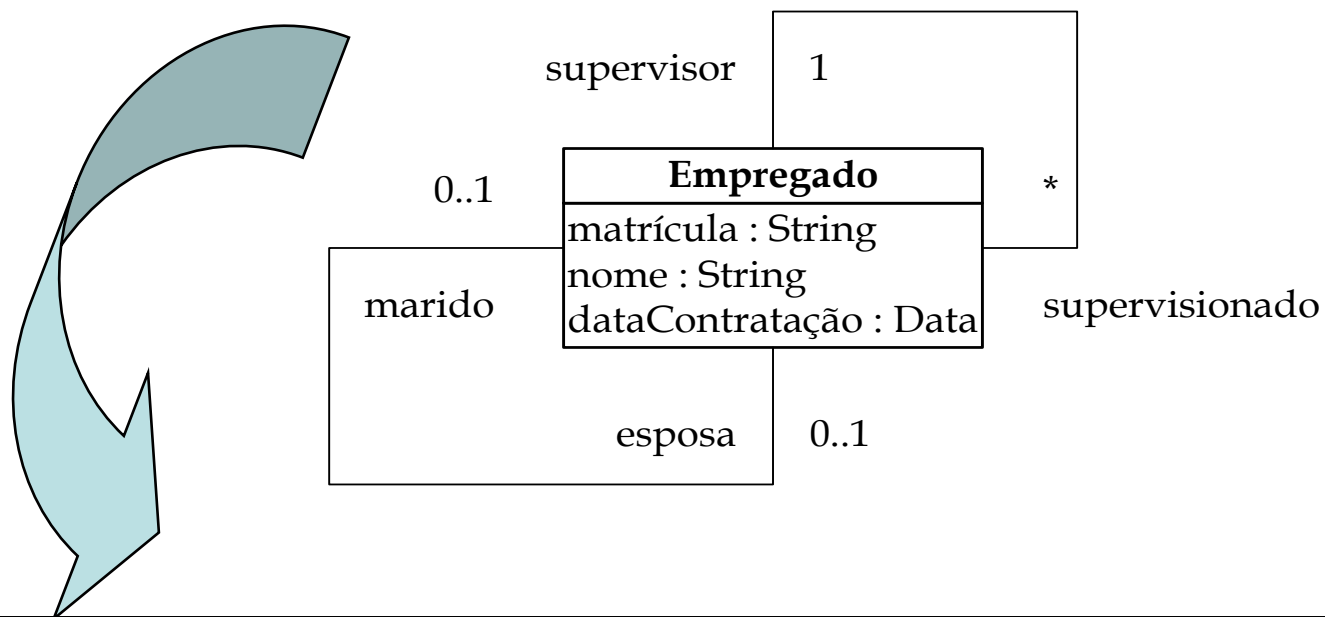 supervisor 1
0..1
Empregado
*
matrícula : String
nome : String
dataContratação : Data
marido
supervisionado
esposa 0..1